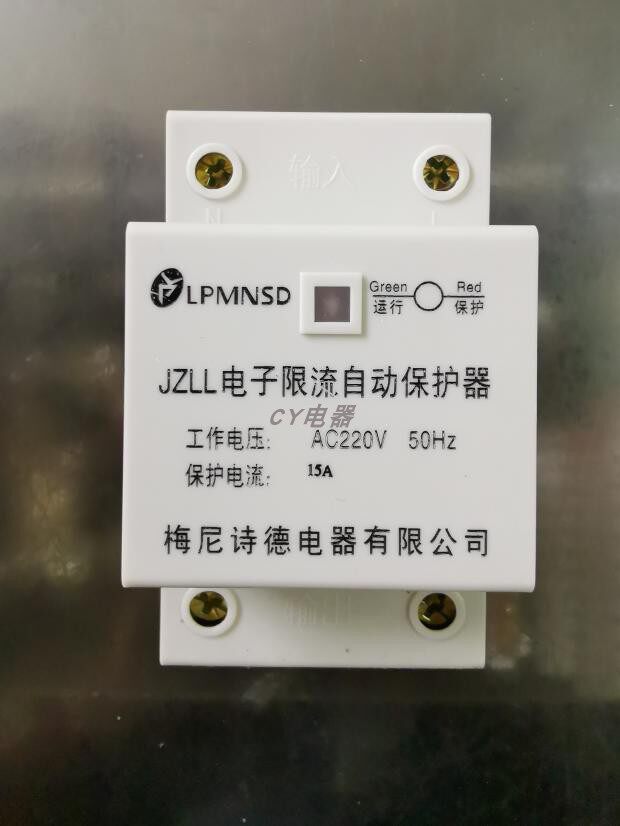 输入
N L
LPMNSD
Green Red
运行 保护
JZLL电子限流自动保护器
CY电器
工作电压: AC220V 50Hz
保护电流: 15A
梅尼诗德电器有限公司
输出